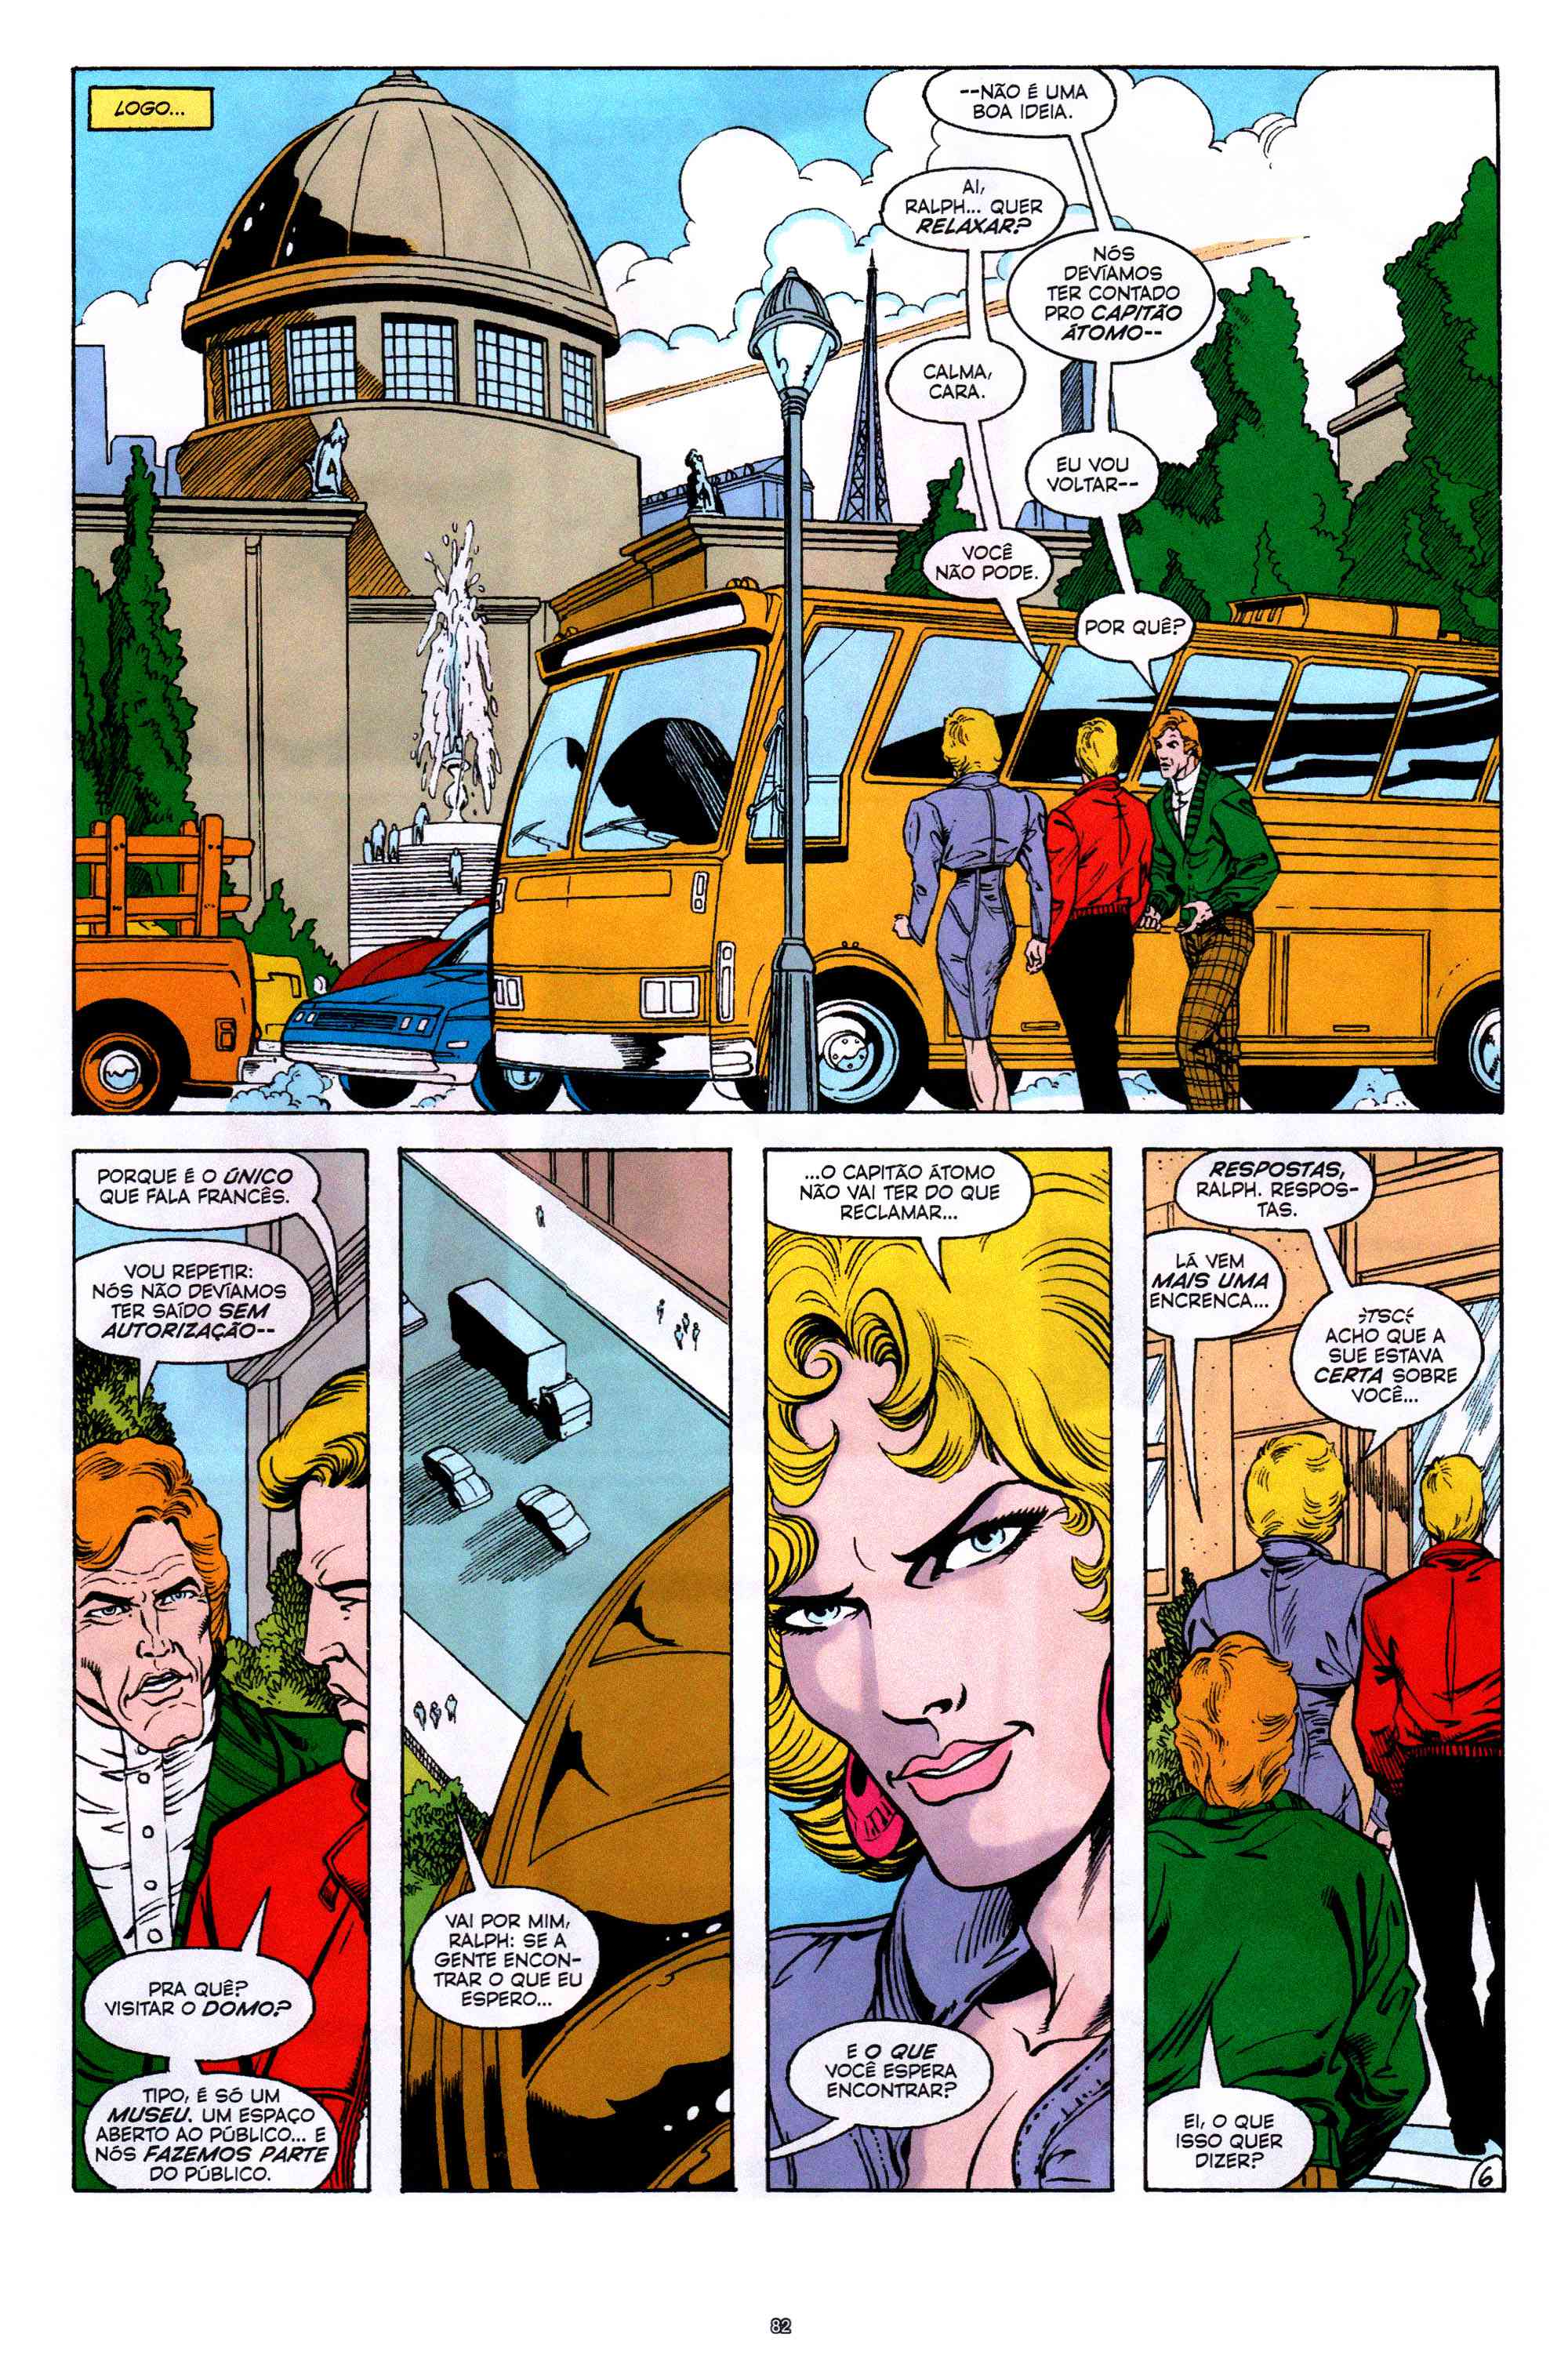 LOGO...
--NÃO É UMA
BOA IDEIA.
AI,
RALPH... QUER
RELAXAR?
NÓS
DEVÍAMOS
TER CONTADO
PRO CAPITÃO
ÁTOMO--
CALMA,
CARA.
EU VOU
VOLTAR--
VOCÊ
NÃO PODE.
POR QUÊ?
PORQUE É O ÚNICO
QUE FALA FRANCÊS.
VOU REPETIR:
NÓS NÃO DEVÍAMOS
TER SAÍDO SEM
AUTORIZAÇÃO--
PRA QUÊ?
VISITAR O DOMO?
TIPO, É SÓ UM
MUSEU. UM ESPAÇO
ABERTO AO PÚBLICO... E
NÓS FAZEMOS PARTE
DO PÚBLICO.
VAI POR MIM,
RALPH: SE A
GENTE ENCON-
TRAR O QUE EU
ESPERO...
...O CAPITÃO ÁTOMO
NÃO VAI TER DO QUE
RECLAMAR...
E O QUE
VOCÊ ESPERA
ENCONTRAR?
RESPOSTAS,
RALPH. RESPOS-
TAS.
LÁ VEM
MAIS UMA
ENCRENCA...
TSC
ACHO QUE A
SUE ESTAVA
CERTA SOBRE
VOCÊ...
EI, O QUE
ISSO QUER
DIZER?
6
82